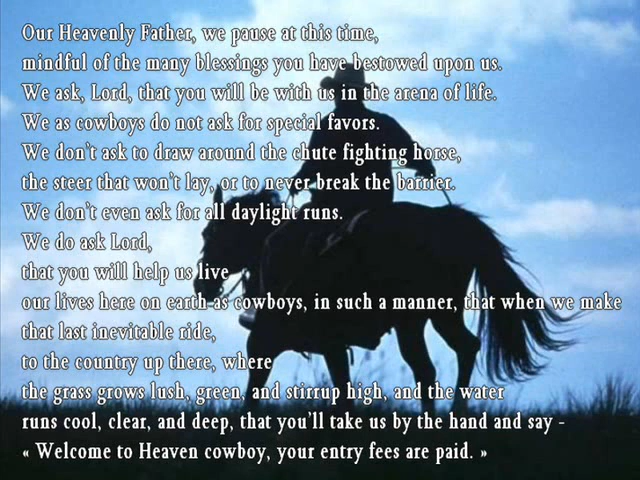 Our Heavenly Father, we pause at this time,
mindful of the many blessings you have bestowed upon us.
We ask, Lord, that you will be with us in the arena of life.
We as cowboys do not ask for special favors.
We don't ask to draw around the chute fighting horse,
the steer that won't lay, or to never break the barrier.
We don't even ask for all daylight runs.
We do ask Lord,
that you will help us live
our lives here on earth as cowboys, in such a manner, that when we make
that last inevitable ride,
to the country up there, where
the grass grows lush, green, and stirrup high, and the water
runs cool, clear, and deep, that you'll take us by the hand and say -
« Welcome to Heaven cowboy, your entry fees are paid. »